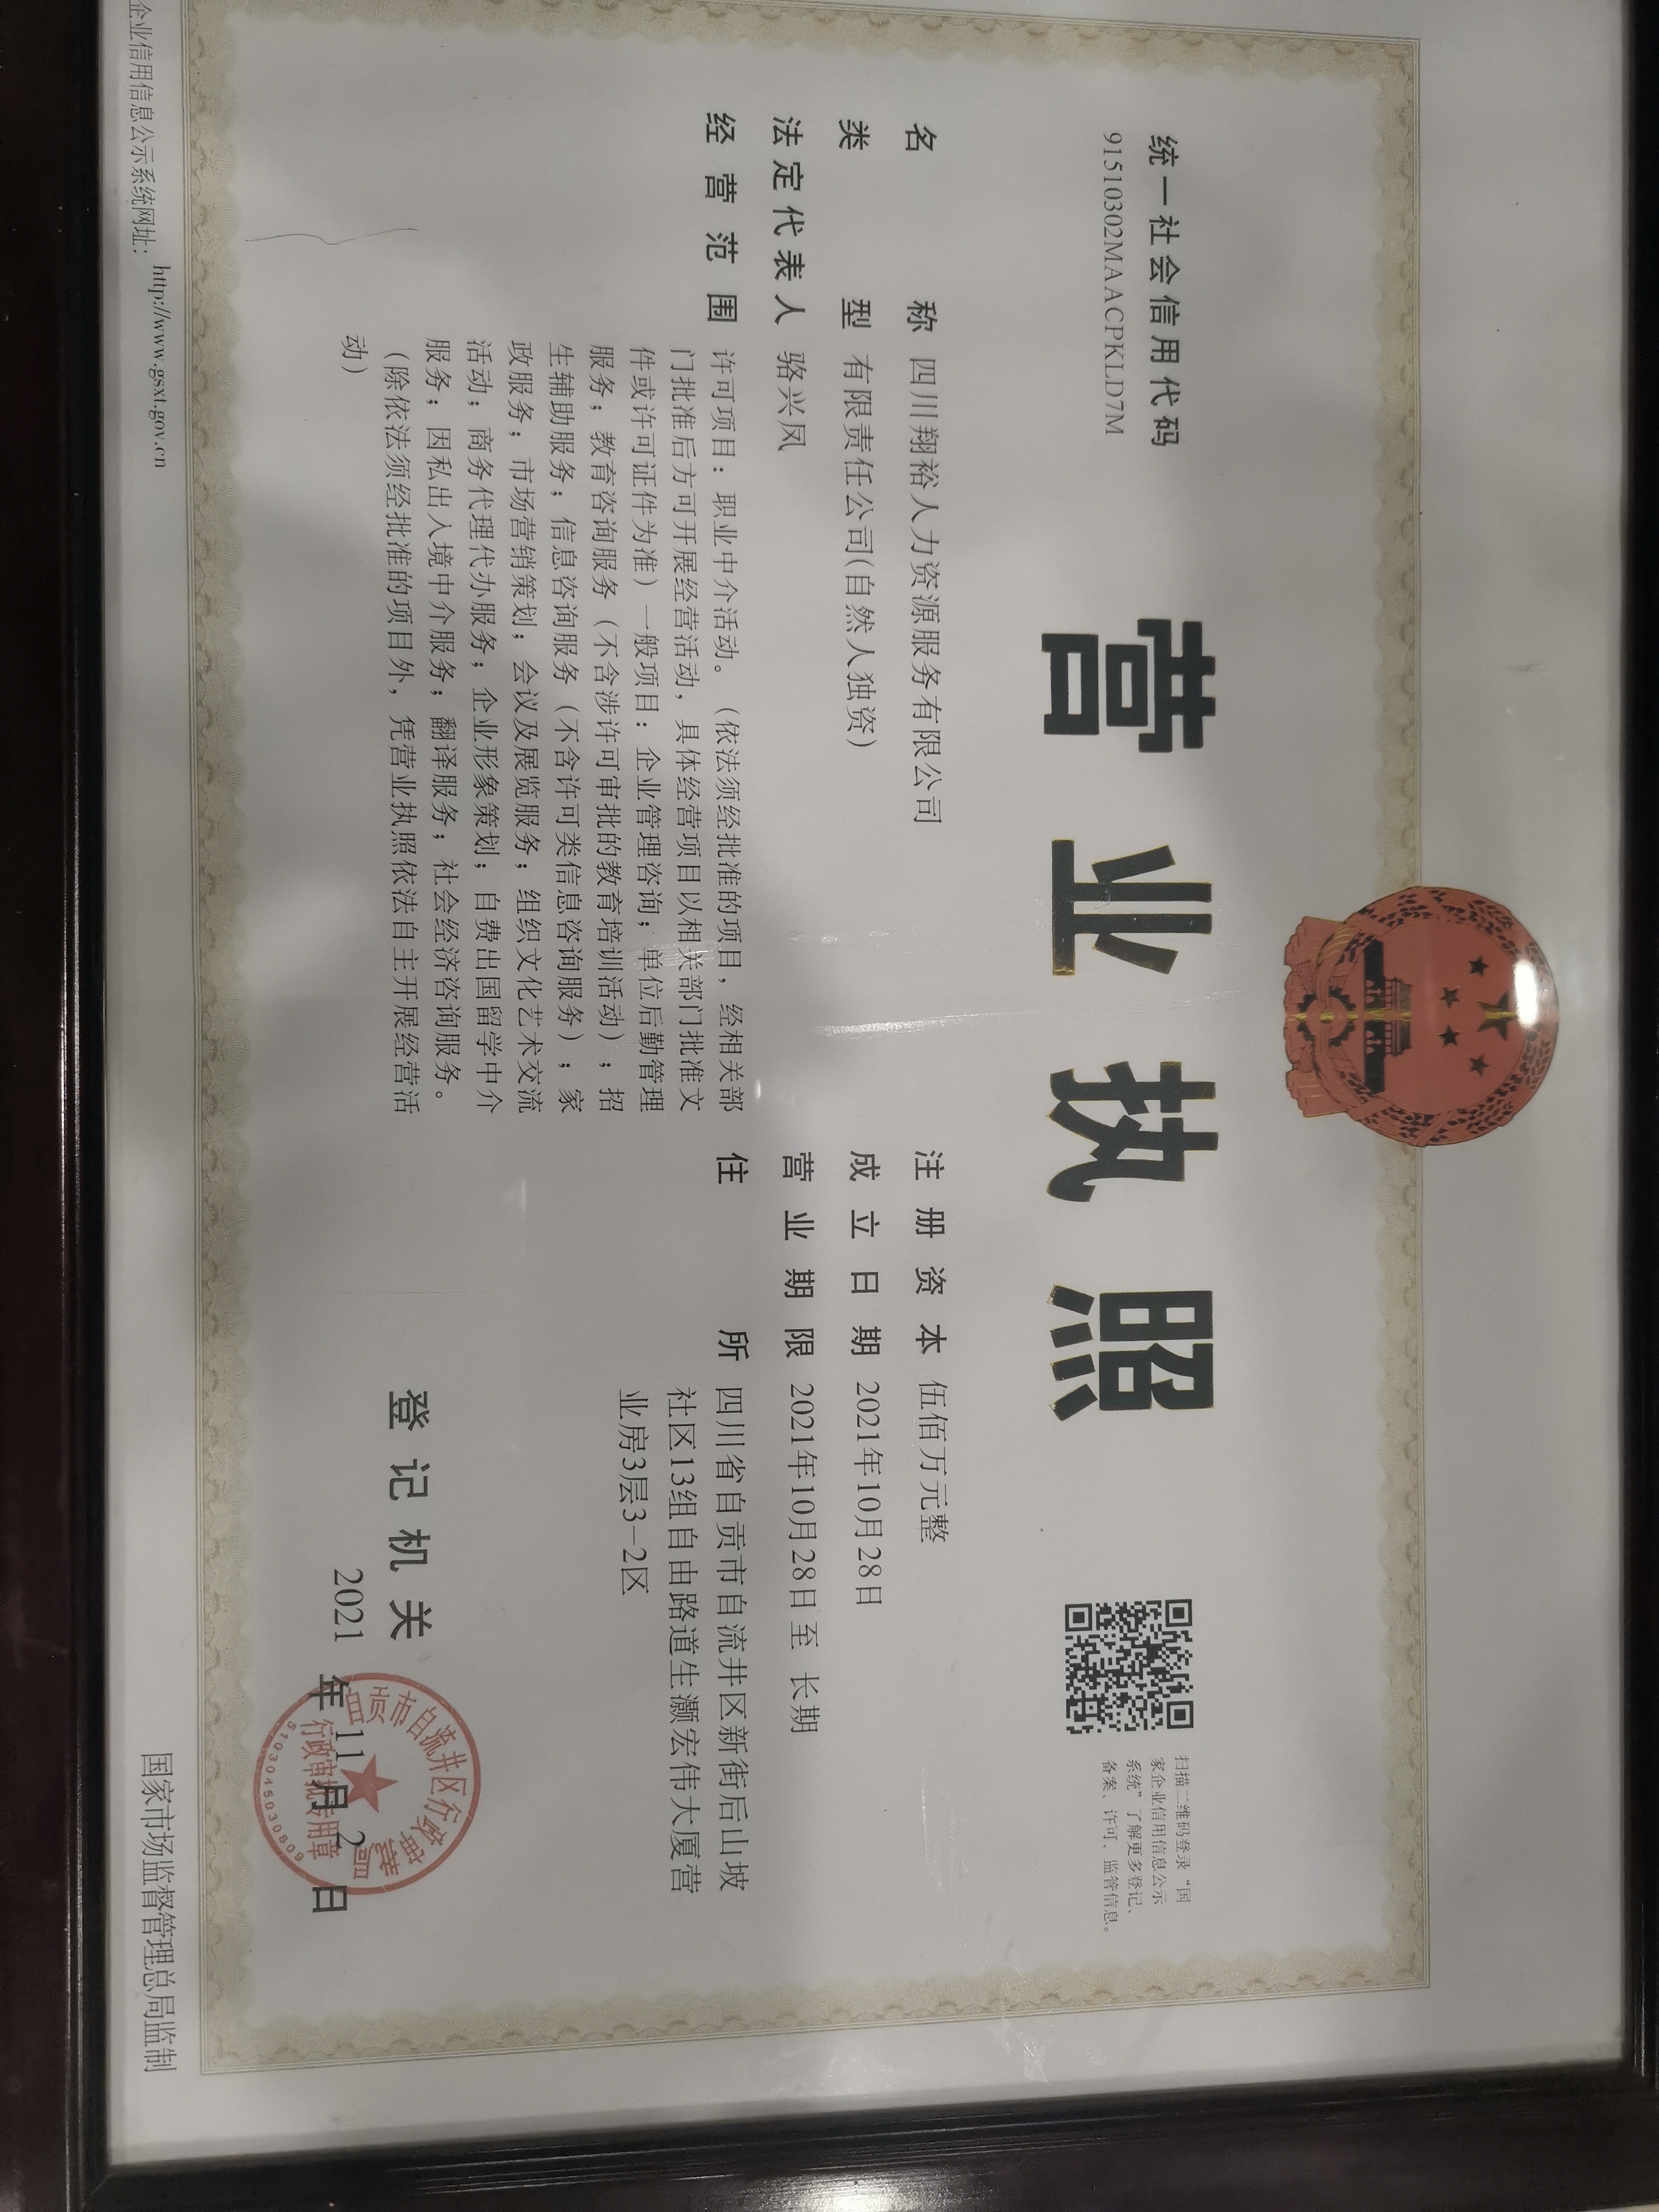 统一社会信用代码
91510302MAACPKLD7M
营业执照
扫描二维码登录“国
家企业信用信息公示
系统”了解更多登记、
备案、许可、监管信息。
名称 四川翔裕人力资源服务有限公司
类型 有限责任公司(自然人独资)
法定代表人 骆兴凤
经营范围 许可项目：职业中介活动。（依法须经批准的项目，经相关部
门批准后方可开展经营活动，具体经营项目以相关部门批准文
件或许可证件为准）一般项目：企业管理咨询；单位后勤管理
服务；教育咨询服务（不含涉许可审批的教育培训活动）；招
生辅助服务；信息咨询服务（不含许可类信息咨询服务）；家
政服务；市场营销策划；会议及展览服务；组织文化艺术交流
活动；商务代理代办服务；企业形象策划；自费出国留学中介
服务；因私出入境中介服务；翻译服务；社会经济咨询服务。
（除依法须经批准的项目外，凭营业执照依法自主开展经营活
动）
注册资本 伍佰万元整
成立日期 2021年10月28日
营业期限 2021年10月28日 至 长期
住所 四川省自贡市自流井区新街后山坡
社区13组自由路道生灏宏伟大厦营
业房3层3-2区
登记机关
2021 年 11 月 2 日
自贡市自流井区行政审批局
行政审批专用章
5103045030809
企业信用信息公示系统网址：http://www.gsxt.gov.cn
国家市场监督管理总局监制